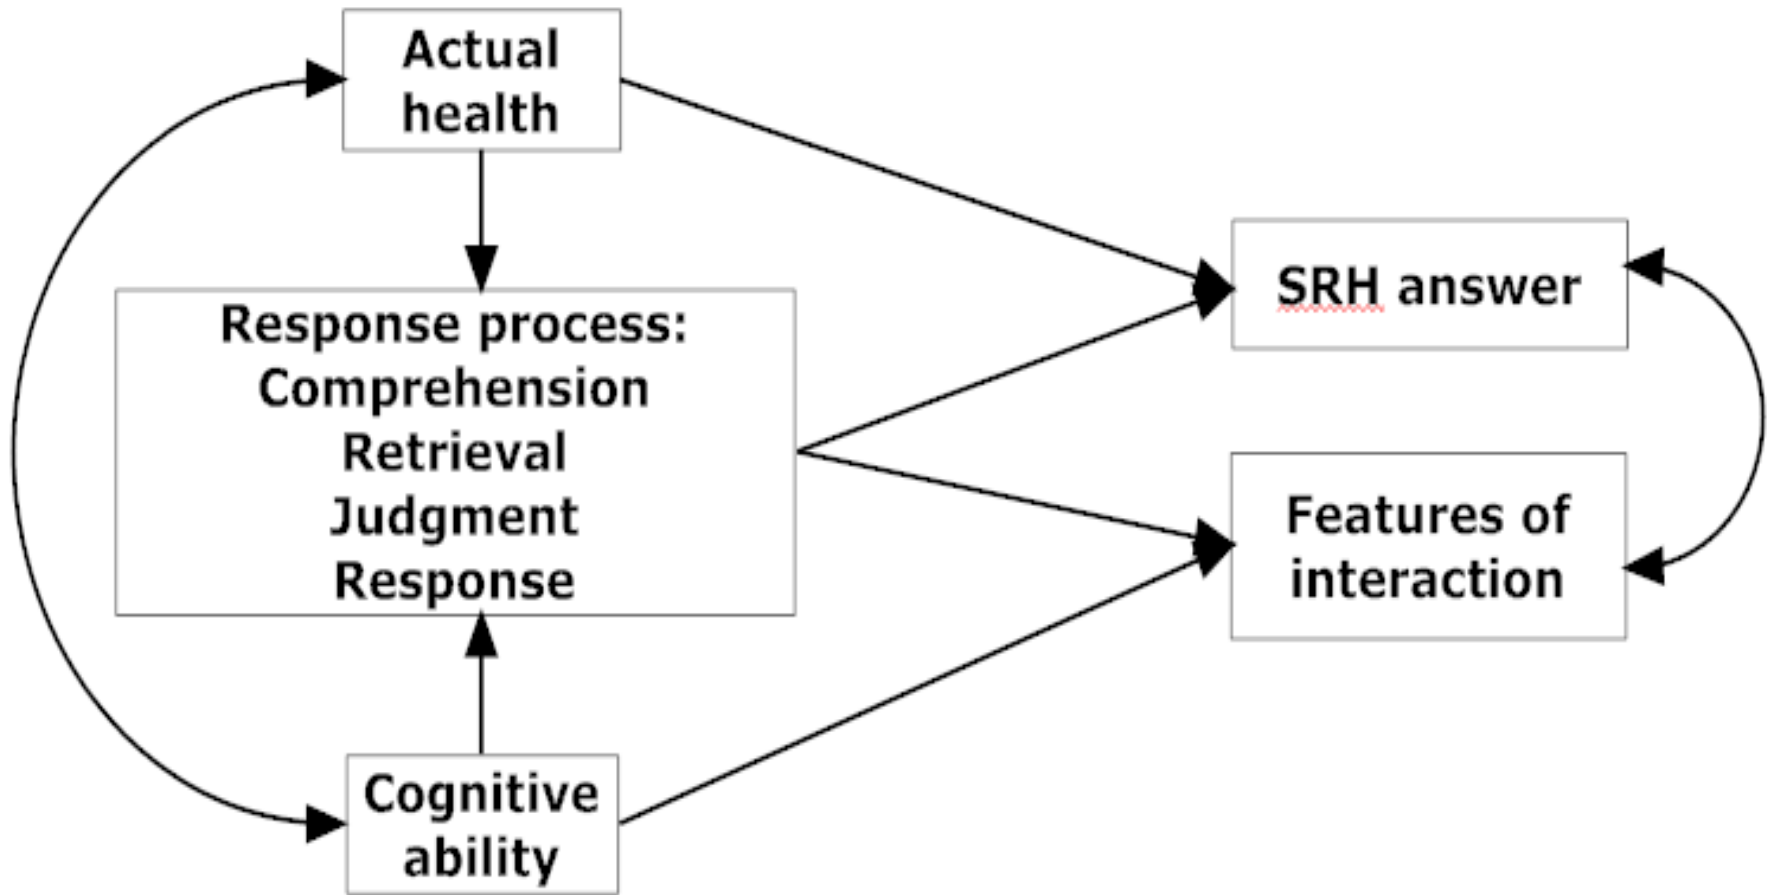 Actual
health
Response process:
Comprehension
Retrieval
Judgment
Response
Cognitive
ability
SRH answer
Features of
interaction